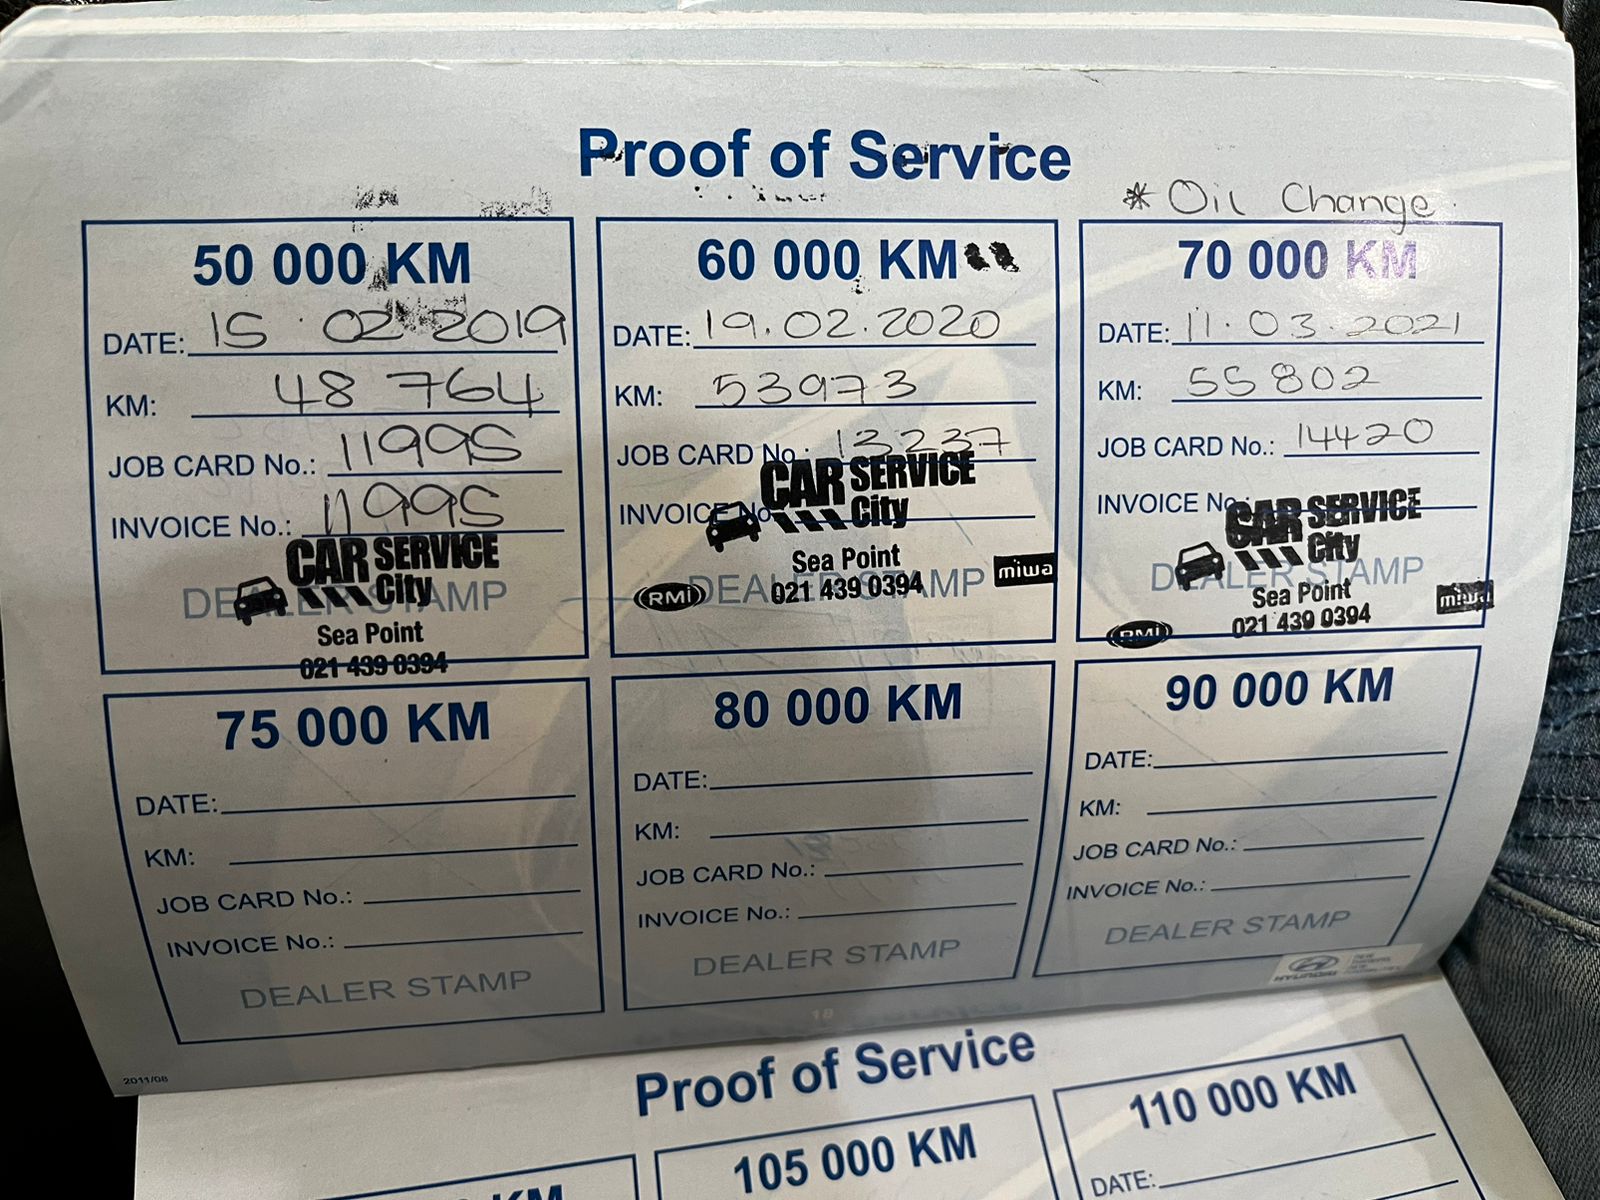 Proof of Service
* Oil Change
50 000 KM
DATE: 15.02.2019
KM: 48 764
JOB CARD No.: 11995
INVOICE No.: 11995
DEALER STAMP
CAR SERVICE
City
Sea Point
021 439 0394
60 000 KM
DATE: 19.02.2020
KM: 53973
JOB CARD No.: 13237
INVOICE No.
CAR SERVICE
City
Sea Point
DEALER STAMP
RMi
021 439 0394
miwa
70 000 KM
DATE: 11.03.2021
KM: 55802
JOB CARD No.: 14420
INVOICE No.:
CAR SERVICE
City
DEALER STAMP
Sea Point
021 439 0394
RMi
miwa
75 000 KM
DATE:
KM:
JOB CARD No.:
INVOICE No.:
DEALER STAMP
80 000 KM
DATE:
KM:
JOB CARD No.:
INVOICE No.:
DEALER STAMP
90 000 KM
DATE:
KM:
JOB CARD No.:
INVOICE No.:
DEALER STAMP
HYUNDAI
18
2011/08
Proof of Service
KM
105 000 KM
110 000 KM
DATE: